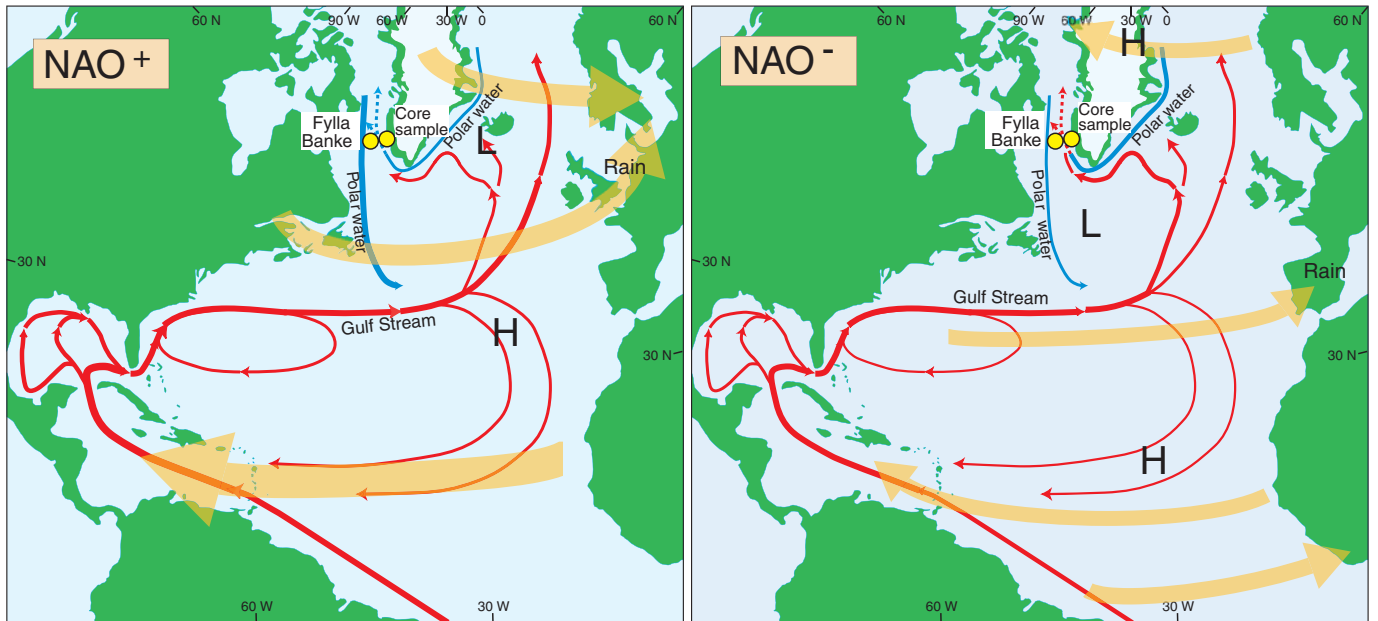 60 N
90 W
60 W
30 W
0
60 N
NAO +
Fylla
Banke
Core
sample
Polar water
L
Rain
Polar water
30 N
Gulf Stream
H
30 N
60 W
30 W
60 N
90 W
60 W
30 W
0
60 N
NAO -
H
Fylla
Banke
Core
sample
Polar water
Polar water
L
30 N
Rain
Gulf Stream
30 N
H
60 W
30 W